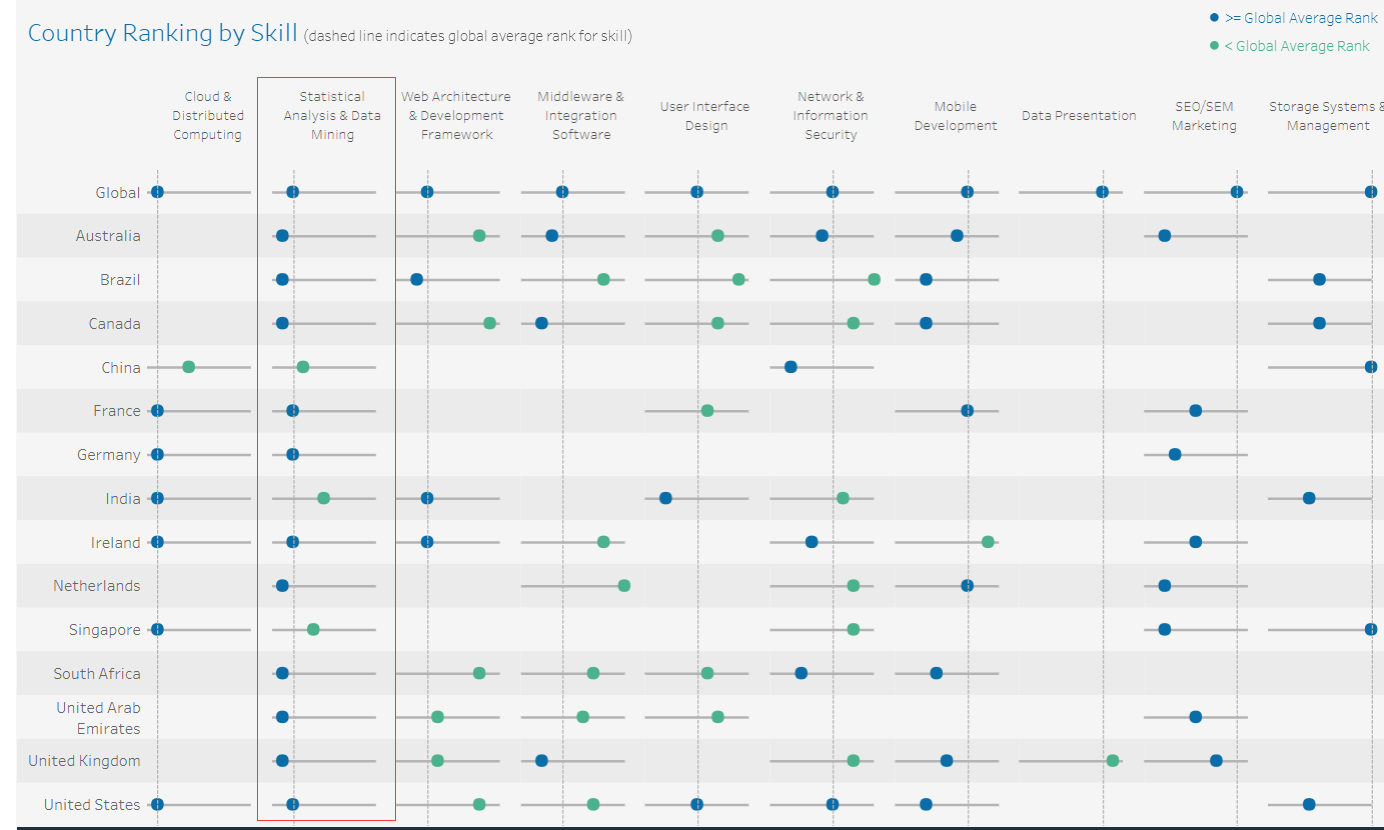 Country Ranking by Skill (dashed line indicates global average rank for skill)
>= Global Average Rank
< Global Average Rank
Cloud &
Distributed
Computing
Statistical
Analysis & Data
Mining
Web Architecture
& Development
Framework
Middleware &
Integration
Software
User Interface
Design
Network &
Information
Security
Mobile
Development
Data Presentation
SEO/SEM
Marketing
Storage Systems &
Management
Global
Australia
Brazil
Canada
China
France
Germany
India
Ireland
Netherlands
Singapore
South Africa
United Arab
Emirates
United Kingdom
United States